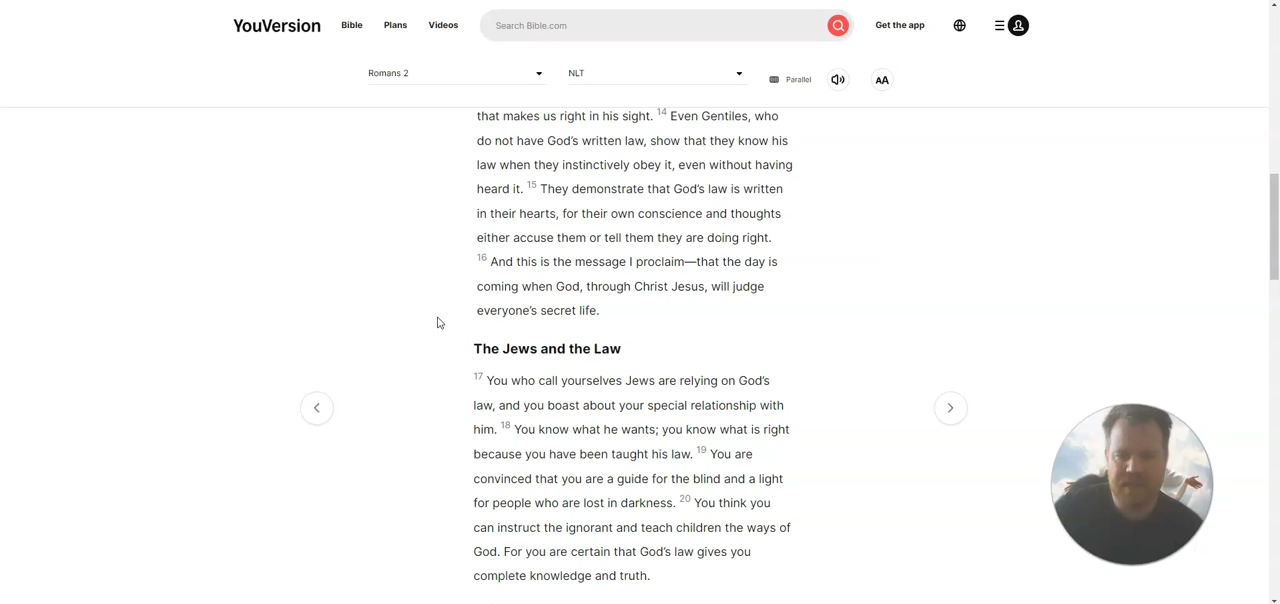 YouVersion
Bible
Plans
Videos
Search Bible.com
Get the app
Romans 2
NLT
Parallel
AA
that makes us right in his sight. 14 Even Gentiles, who
do not have God’s written law, show that they know his
law when they instinctively obey it, even without having
heard it. 15 They demonstrate that God’s law is written
in their hearts, for their own conscience and thoughts
either accuse them or tell them they are doing right.
16 And this is the message I proclaim—that the day is
coming when God, through Christ Jesus, will judge
everyone’s secret life.
The Jews and the Law
17 You who call yourselves Jews are relying on God’s
law, and you boast about your special relationship with
him. 18 You know what he wants; you know what is right
because you have been taught his law. 19 You are
convinced that you are a guide for the blind and a light
for people who are lost in darkness. 20 You think you
can instruct the ignorant and teach children the ways of
God. For you are certain that God’s law gives you
complete knowledge and truth.